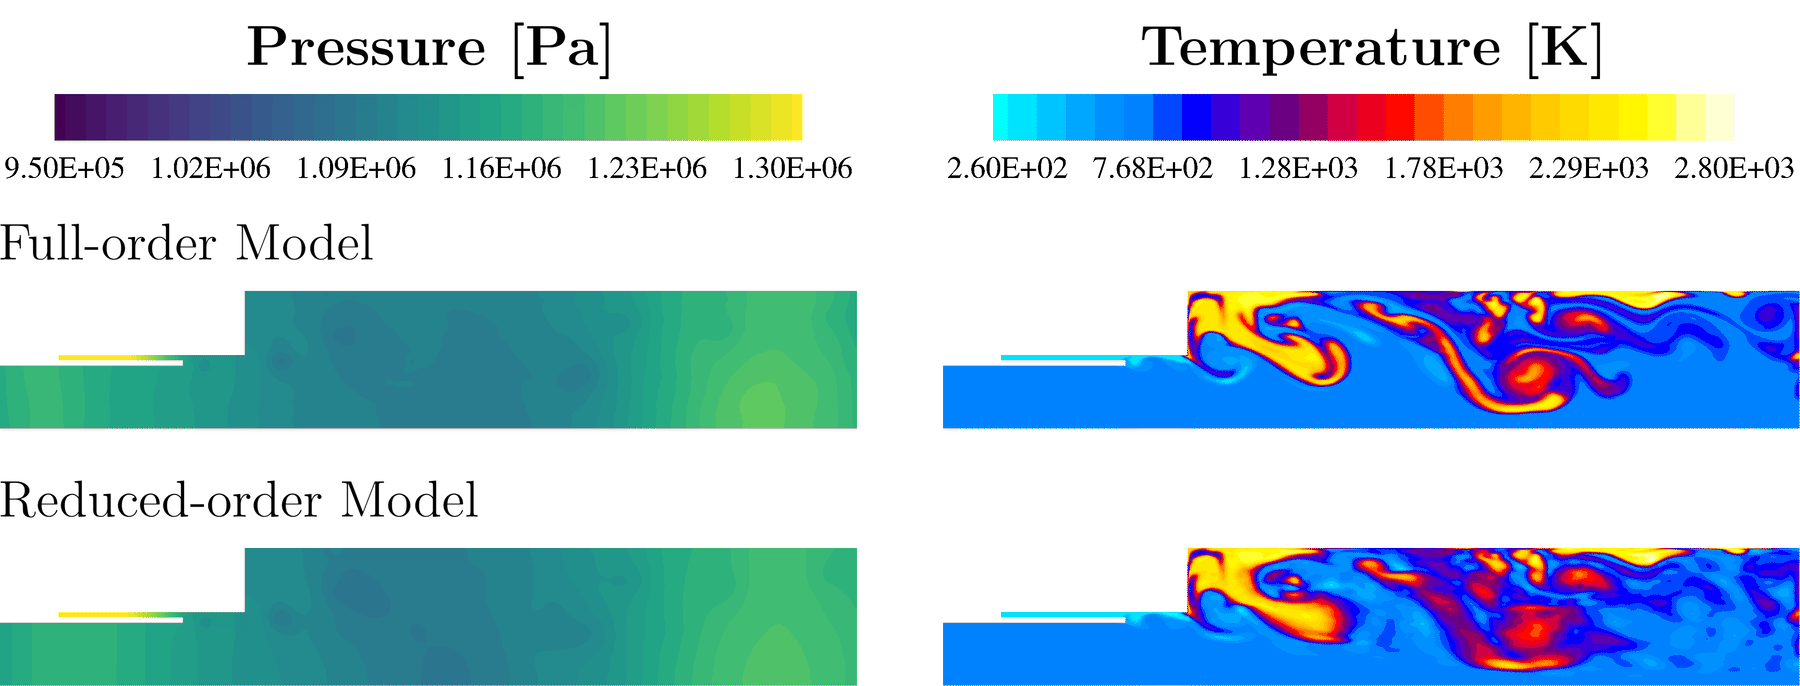 Pressure [Pa]
Temperature [K]
9.50E+05 1.02E+06 1.09E+06 1.16E+06 1.23E+06 1.30E+06
2.60E+02 7.68E+02 1.28E+03 1.78E+03 2.29E+03 2.80E+03
Full-order Model
Reduced-order Model